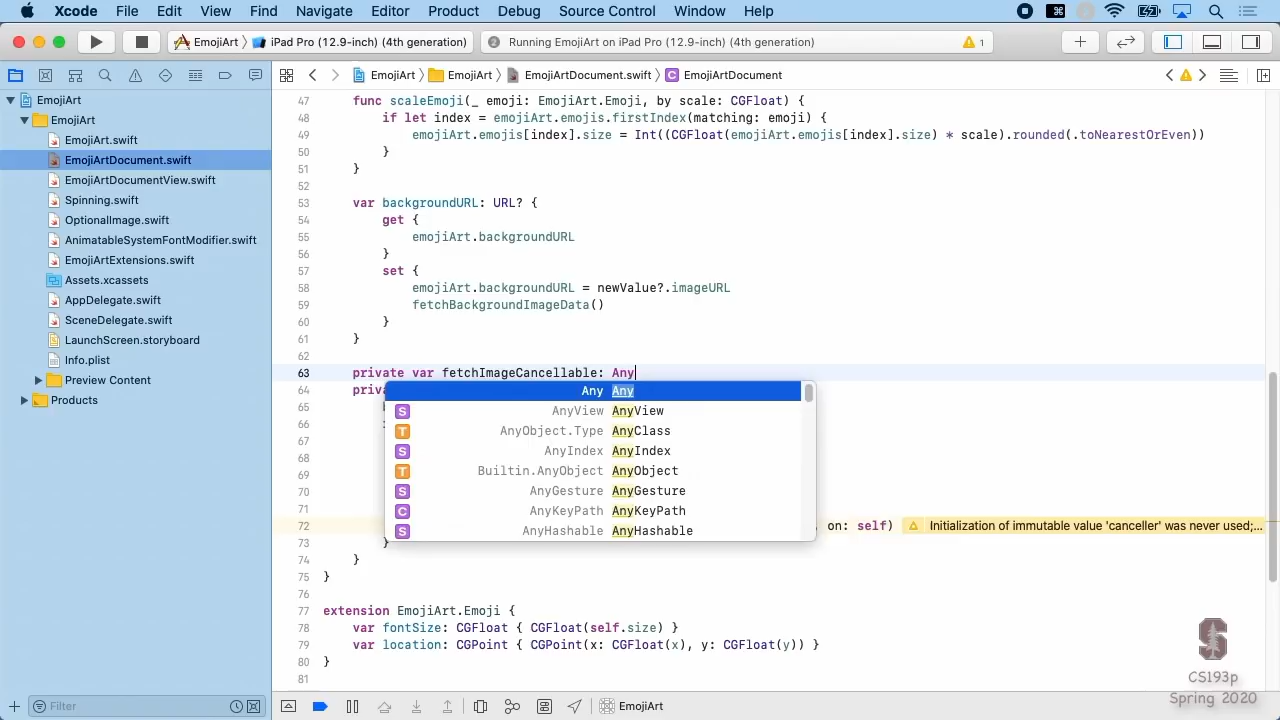 Xcode File Edit View Find Navigate Editor Product Debug Source Control Window Help
EmojiArt 〉 iPad Pro (12.9-inch) (4th generation)
2 Running EmojiArt on iPad Pro (12.9-inch) (4th generation) 1
EmojiArt 〉 EmojiArt 〉 EmojiArtDocument.swift 〉 C EmojiArtDocument
EmojiArt
EmojiArt
EmojiArt.swift
EmojiArtDocument.swift
EmojiArtDocumentView.swift
Spinning.swift
OptionalImage.swift
AnimatableSystemFontModifier.swift
EmojiArtExtensions.swift
Assets.xcassets
AppDelegate.swift
SceneDelegate.swift
LaunchScreen.storyboard
Info.plist
Preview Content
Products
Filter
47 func scaleEmoji(_ emoji: EmojiArt.Emoji, by scale: CGFloat) {
48 if let index = emojiArt.emojis.firstIndex(matching: emoji) {
49 emojiArt.emojis[index].size = Int((CGFloat(emojiArt.emojis[index].size) * scale).rounded(.toNearestOrEven))
50 }
51 }
52
53 var backgroundURL: URL? {
54 get {
55 emojiArt.backgroundURL
56 }
57 set {
58 emojiArt.backgroundURL = newValue?.imageURL
59 fetchBackgroundImageData()
60 }
61 }
62
63 private var fetchImageCancellable: Any
64 priv
Any Any
65
S AnyView AnyView
66
T AnyObject.Type AnyClass
67
68
S AnyIndex AnyIndex
69
T Builtin.AnyObject AnyObject
70
S AnyGesture AnyGesture
71
C AnyKeyPath AnyKeyPath
72 on: self) Initialization of immutable value 'canceller' was never used;...
S AnyHashable AnyHashable
73 }
74 }
75 }
76
77 extension EmojiArt.Emoji {
78 var fontSize: CGFloat { CGFloat(self.size) }
79 var location: CGPoint { CGPoint(x: CGFloat(x), y: CGFloat(y)) }
80 }
81
EmojiArt
S
CS193p
Spring 2020